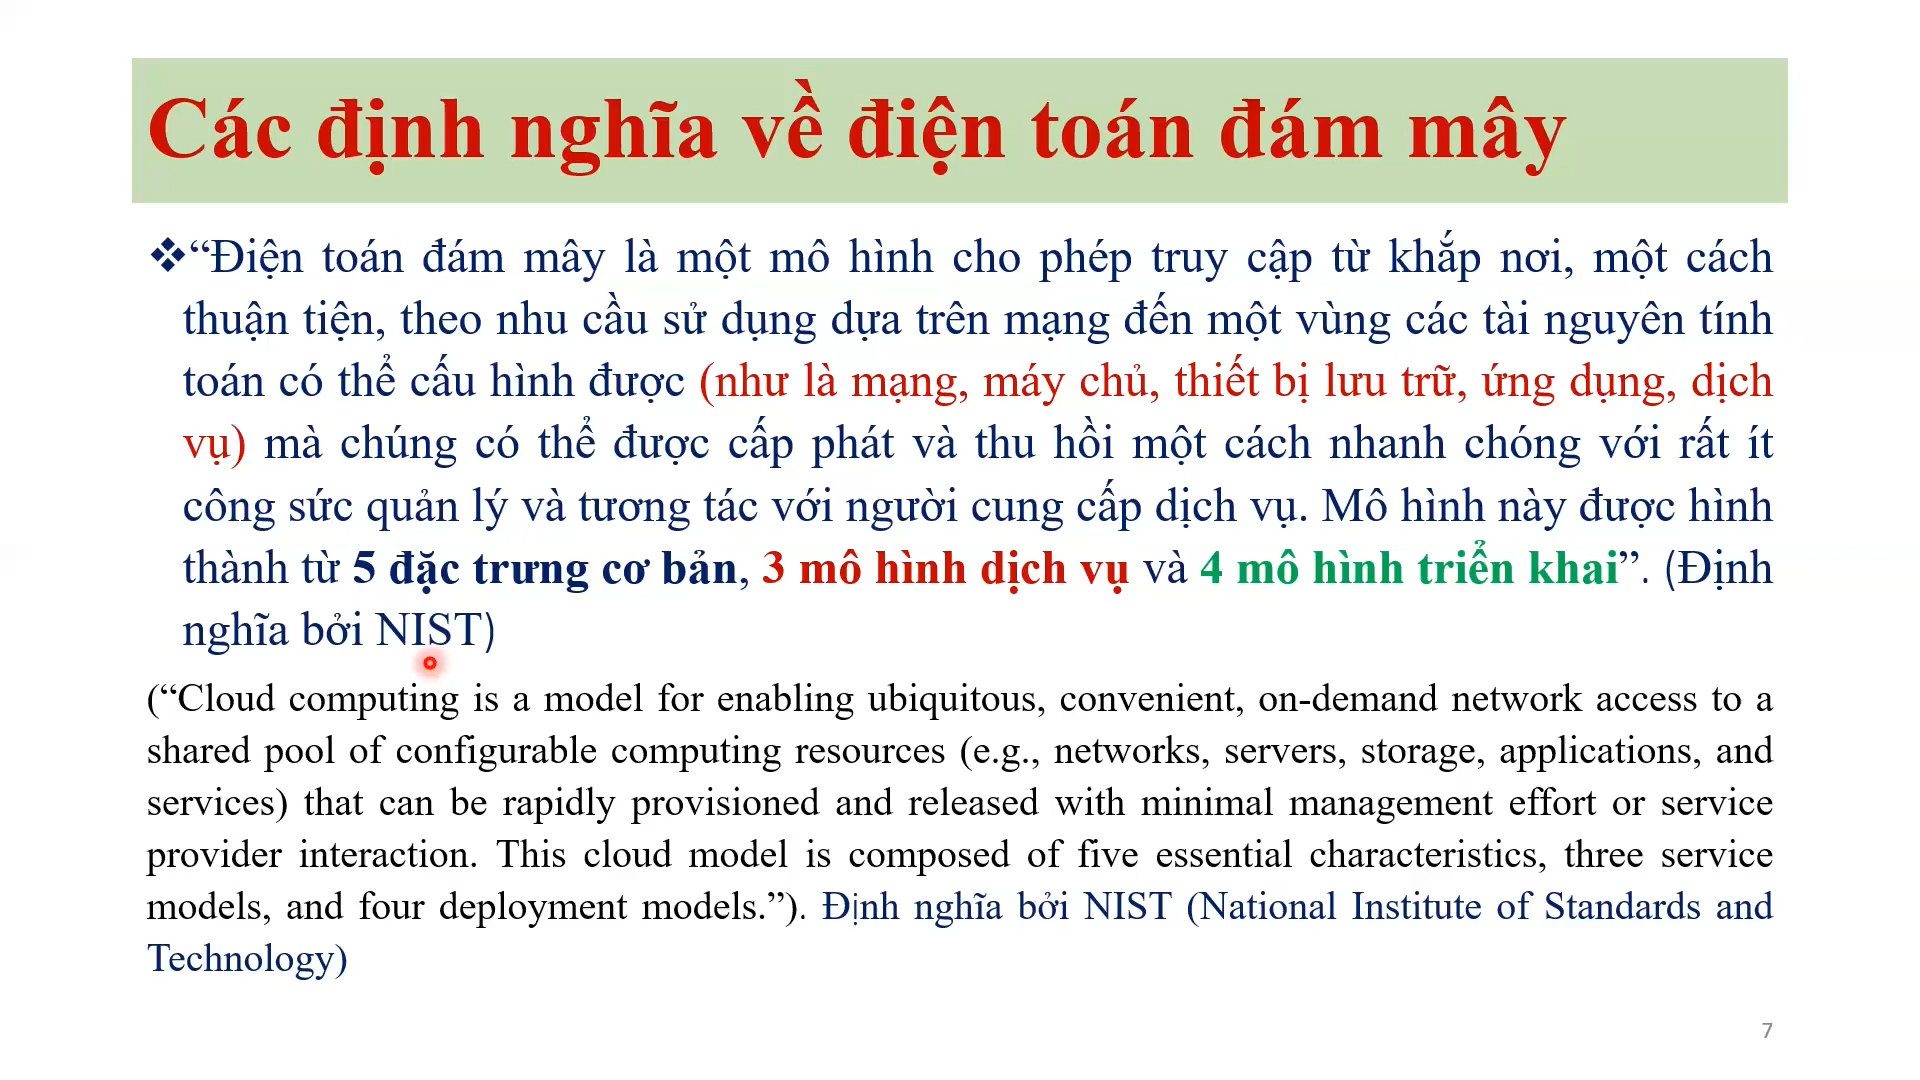 Các định nghĩa về điện toán đám mây
❖“Điện toán đám mây là một mô hình cho phép truy cập từ khắp nơi, một cách
thuận tiện, theo nhu cầu sử dụng dựa trên mạng đến một vùng các tài nguyên tính
toán có thể cấu hình được (như là mạng, máy chủ, thiết bị lưu trữ, ứng dụng, dịch
vụ) mà chúng có thể được cấp phát và thu hồi một cách nhanh chóng với rất ít
công sức quản lý và tương tác với người cung cấp dịch vụ. Mô hình này được hình
thành từ 5 đặc trưng cơ bản, 3 mô hình dịch vụ và 4 mô hình triển khai”. (Định
nghĩa bởi NIST)
(“Cloud computing is a model for enabling ubiquitous, convenient, on-demand network access to a
shared pool of configurable computing resources (e.g., networks, servers, storage, applications, and
services) that can be rapidly provisioned and released with minimal management effort or service
provider interaction. This cloud model is composed of five essential characteristics, three service
models, and four deployment models.”). Định nghĩa bởi NIST (National Institute of Standards and
Technology)
7